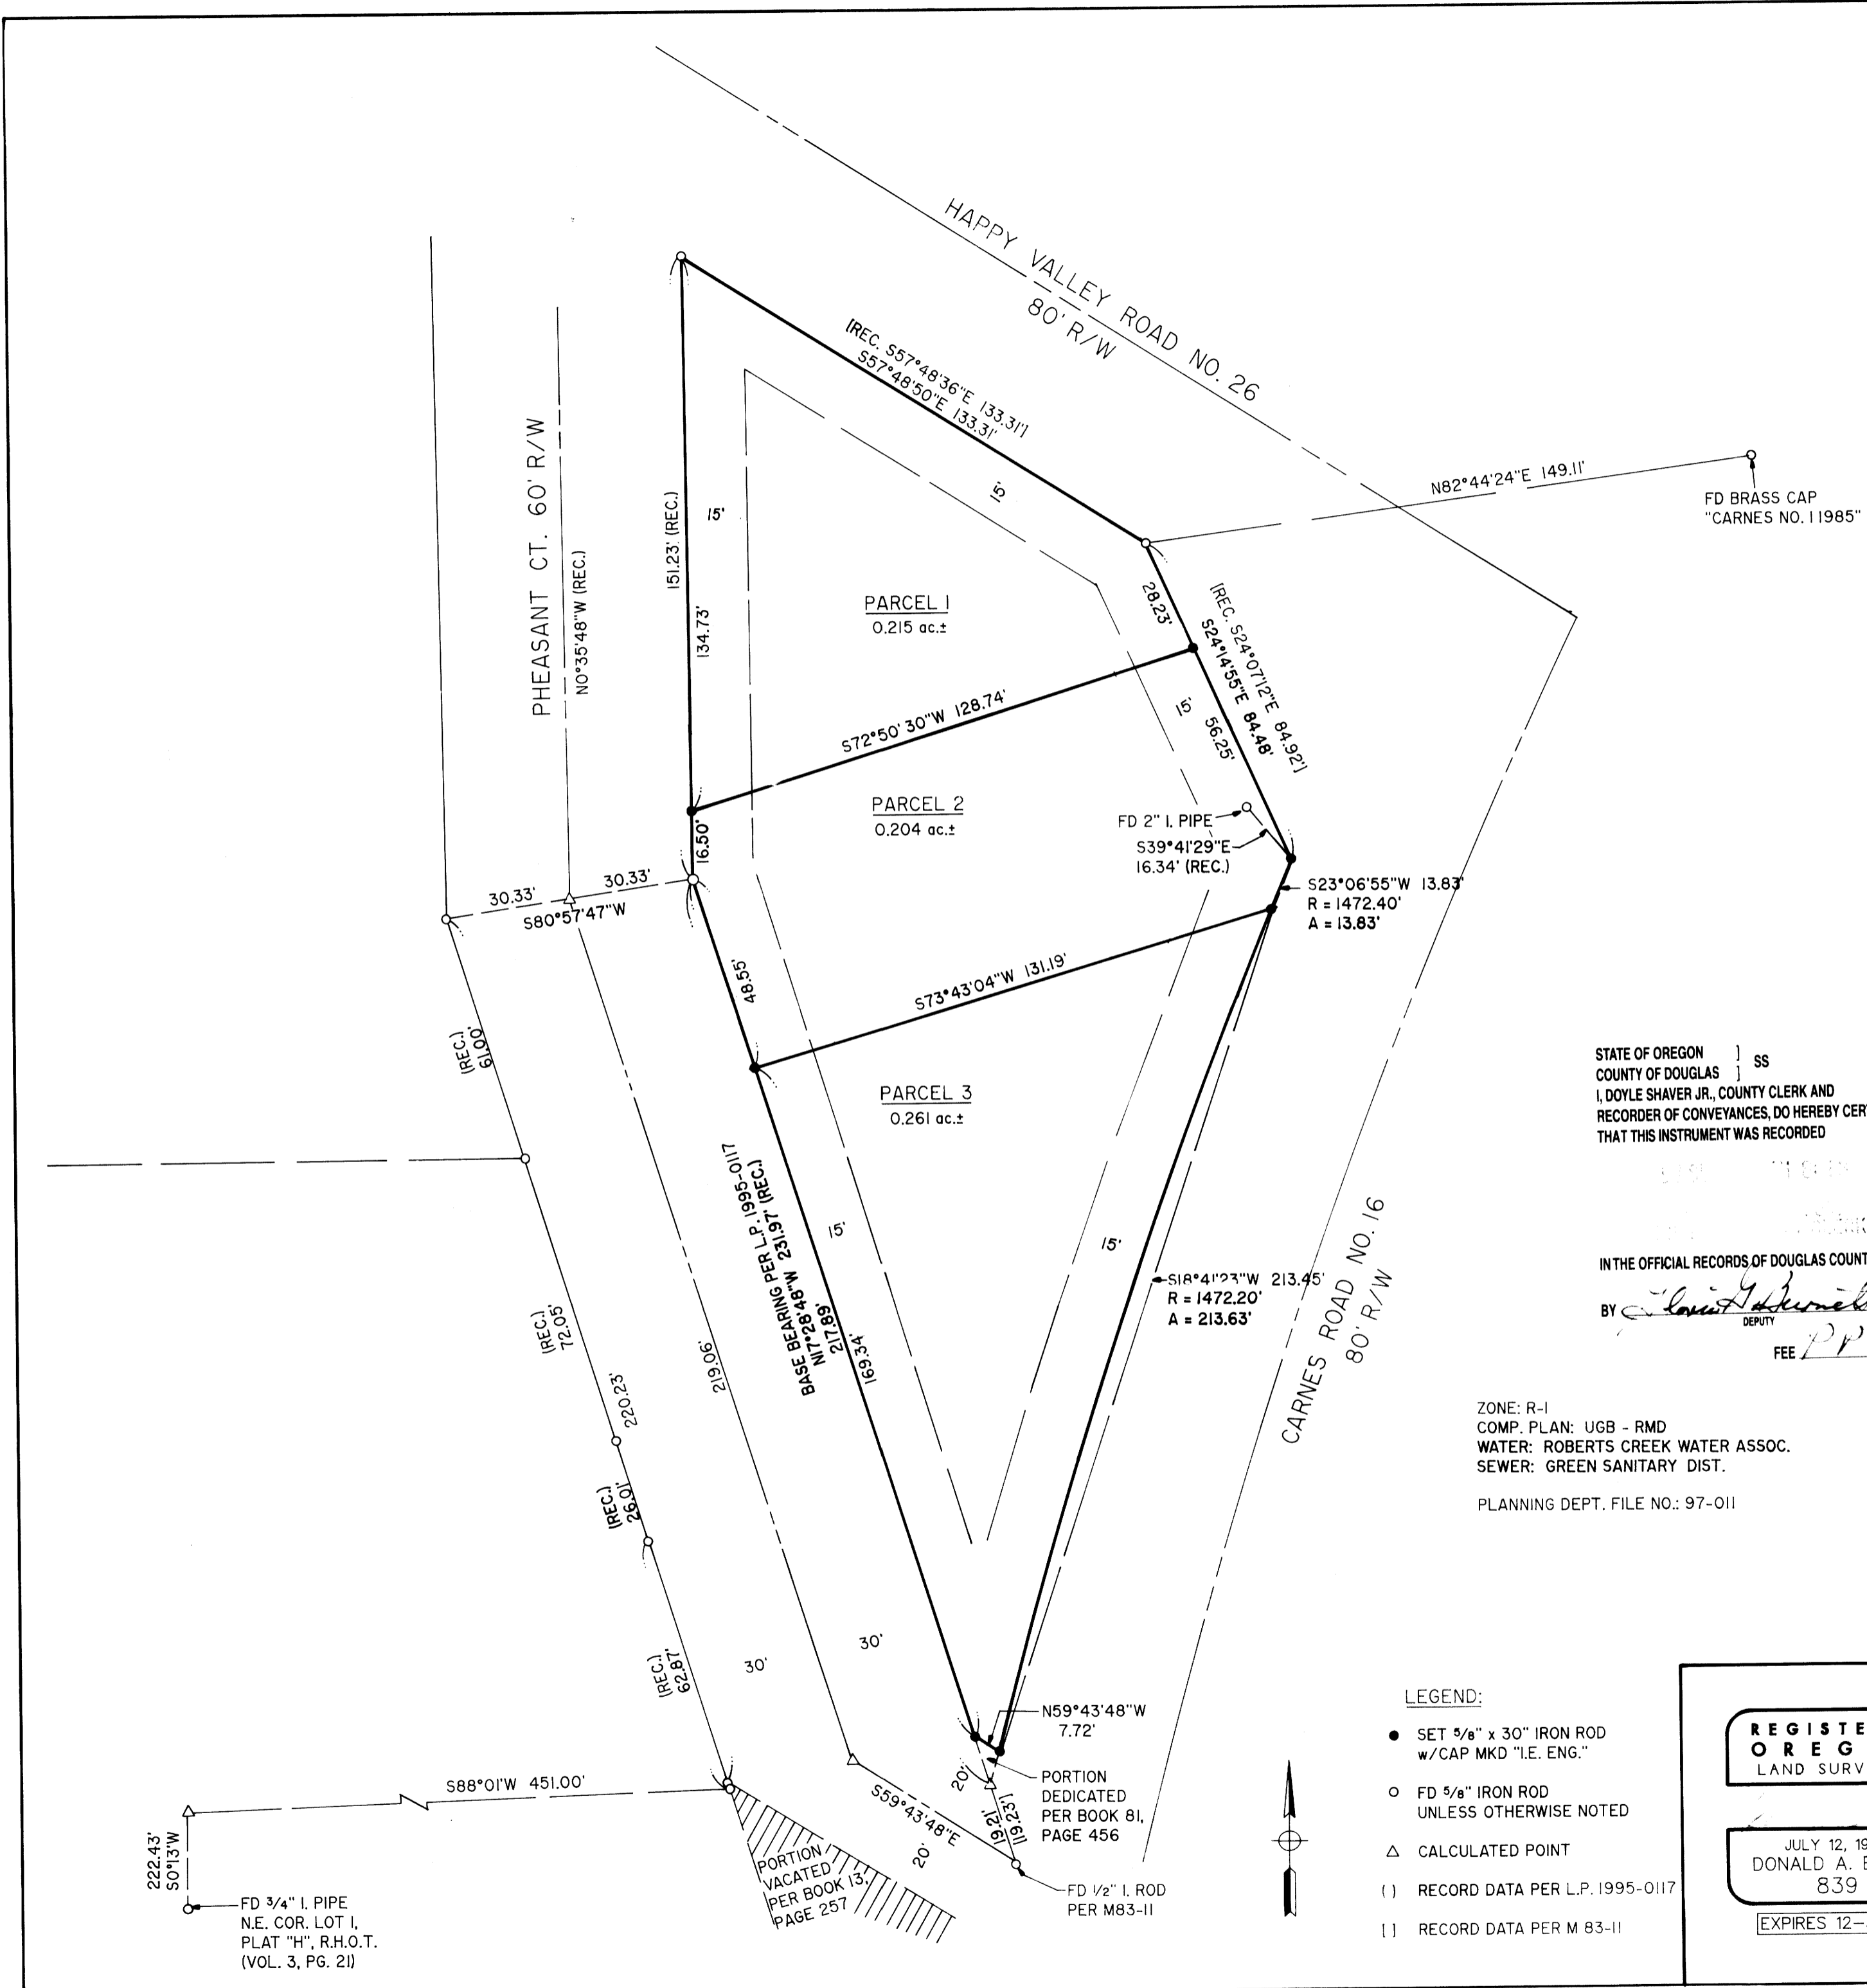 HAPPY VALLEY ROAD NO. 26
80' R/W
[REC. S57°48'36"E 133.31']
S57°48'50"E 133.31'
15'
N82°44'24"E 149.11'
FD BRASS CAP
"CARNES NO. 1 1985"
PHEASANT CT. 60' R/W
N0°35'48"W (REC.)
151.23' (REC.)
15'
134.73'
PARCEL 1
0.215 ac.±
28.23'
[REC. S24°07'12"E 84.92']
S24°14'55"E 84.48'
15'
56.25'
S72°50'30"W 128.74'
PARCEL 2
0.204 ac.±
FD 2" I. PIPE
S39°41'29"E
16.34' (REC.)
16.50'
30.33'
30.33'
S80°57'47"W
S23°06'55"W 13.83'
R = 1472.40'
A = 13.83'
48.55'
S73°43'04"W 131.19'
(REC.)
61.00'
PARCEL 3
0.261 ac.±
STATE OF OREGON ] SS
COUNTY OF DOUGLAS ]
I, DOYLE SHAVER JR., COUNTY CLERK AND
RECORDER OF CONVEYANCES, DO HEREBY CER
THAT THIS INSTRUMENT WAS RECORDED
IN THE OFFICIAL RECORDS OF DOUGLAS COUNT
BY
DEPUTY
FEE
BASE BEARING PER L.P. 1995-0117
N17°28'48"W 231.97' (REC.)
217.89'
169.34'
15'
15'
S18°41'23"W 213.45'
R = 1472.20'
A = 213.63'
CARNES ROAD NO. 16
80' R/W
(REC.)
72.05'
219.06'
220.23'
(REC.)
26.91'
ZONE: R-1
COMP. PLAN: UGB - RMD
WATER: ROBERTS CREEK WATER ASSOC.
SEWER: GREEN SANITARY DIST.
PLANNING DEPT. FILE NO.: 97-011
(REC.)
62.87'
30'
30'
N59°43'48"W
7.72'
PORTION
DEDICATED
PER BOOK 81,
PAGE 456
20'
19.21'
[19.23']
S59°43'48"E
20'
FD 1/2" I. ROD
PER M83-11
S88°01'W 451.00'
222.43'
S0°13'W
FD 3/4" I. PIPE
N.E. COR. LOT 1,
PLAT "H", R.H.O.T.
(VOL. 3, PG. 21)
PORTION
VACATED
PER BOOK 13,
PAGE 257
LEGEND:
SET 5/8" x 30" IRON ROD
w/CAP MKD "I.E. ENG."
FD 5/8" IRON ROD
UNLESS OTHERWISE NOTED
CALCULATED POINT
( ) RECORD DATA PER L.P. 1995-0117
[ ] RECORD DATA PER M 83-11
REGISTE
OREG
LAND SURV
JULY 12, 19
DONALD A.
839
EXPIRES 12-